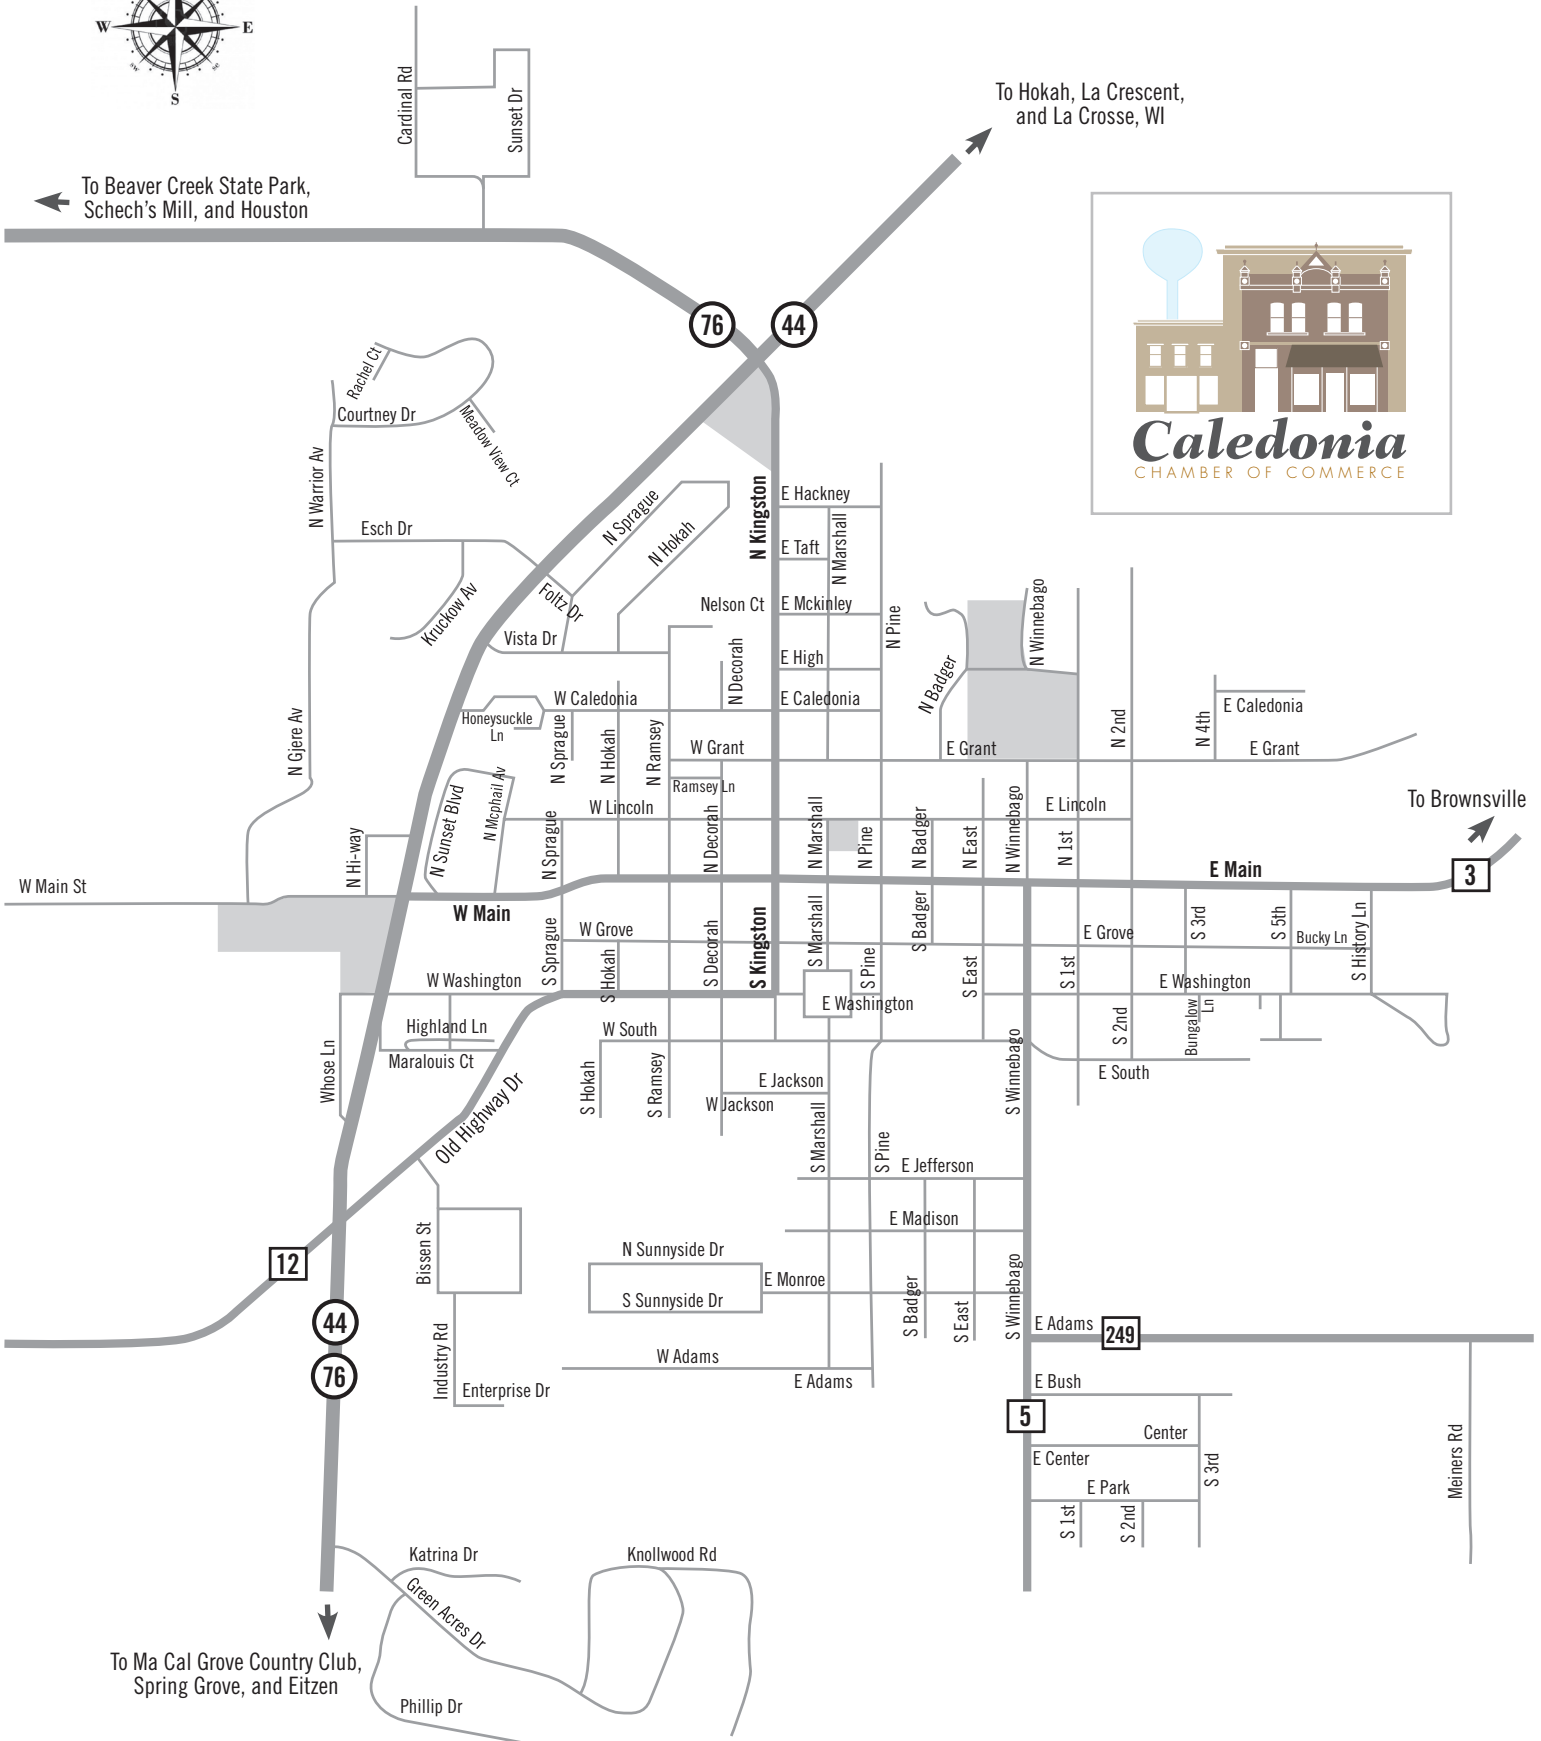 W
E
SW
SE
S
Cardinal Rd
Sunset Dr
To Hokah, La Crescent,
and La Crosse, WI
To Beaver Creek State Park,
Schech's Mill, and Houston
76
44
Caledonia
CHAMBER OF COMMERCE
Rachel Ct
Courtney Dr
Meadow View Ct
N Warrior Av
Esch Dr
Kruckow Av
N Sprague
N Hokah
N Kingston
E Hackney
E Taft
N Marshall
Foltz Dr
Vista Dr
Nelson Ct
E Mckinley
N Pine
N Winnebago
E High
N Decorah
N Badger
W Caledonia
E Caledonia
Honeysuckle
Ln
N Sprague
N Hokah
N Ramsey
W Grant
E Grant
N 2nd
N 4th
E Caledonia
E Grant
N Gjere Av
Ramsey Ln
N Sunset Blvd
N Mcphail Av
W Lincoln
E Lincoln
To Brownsville
N Hi-way
N Sprague
N Decorah
N Marshall
N Pine
N Badger
N East
N Winnebago
N 1st
E Main
3
W Main St
W Main
S Sprague
W Grove
S Hokah
S Decorah
S Kingston
S Marshall
S Pine
S Badger
S East
E Grove
S 1st
S 3rd
S 5th
Bucky Ln
S History Ln
W Washington
E Washington
E Washington
Highland Ln
Maralouis Ct
W South
S 2nd
Bungalow
Ln
E South
Whose Ln
Old Highway Dr
S Hokah
S Ramsey
E Jackson
W Jackson
S Winnebago
S Marshall
S Pine
E Jefferson
E Madison
12
Bissen St
N Sunnyside Dr
E Monroe
S Sunnyside Dr
S Badger
S East
S Winnebago
E Adams
249
44
76
Industry Rd
Enterprise Dr
W Adams
E Adams
E Bush
5
Center
E Center
S 3rd
E Park
S 1st
S 2nd
Meiners Rd
Katrina Dr
Green Acres Dr
Knollwood Rd
To Ma Cal Grove Country Club,
Spring Grove, and Eitzen
Phillip Dr